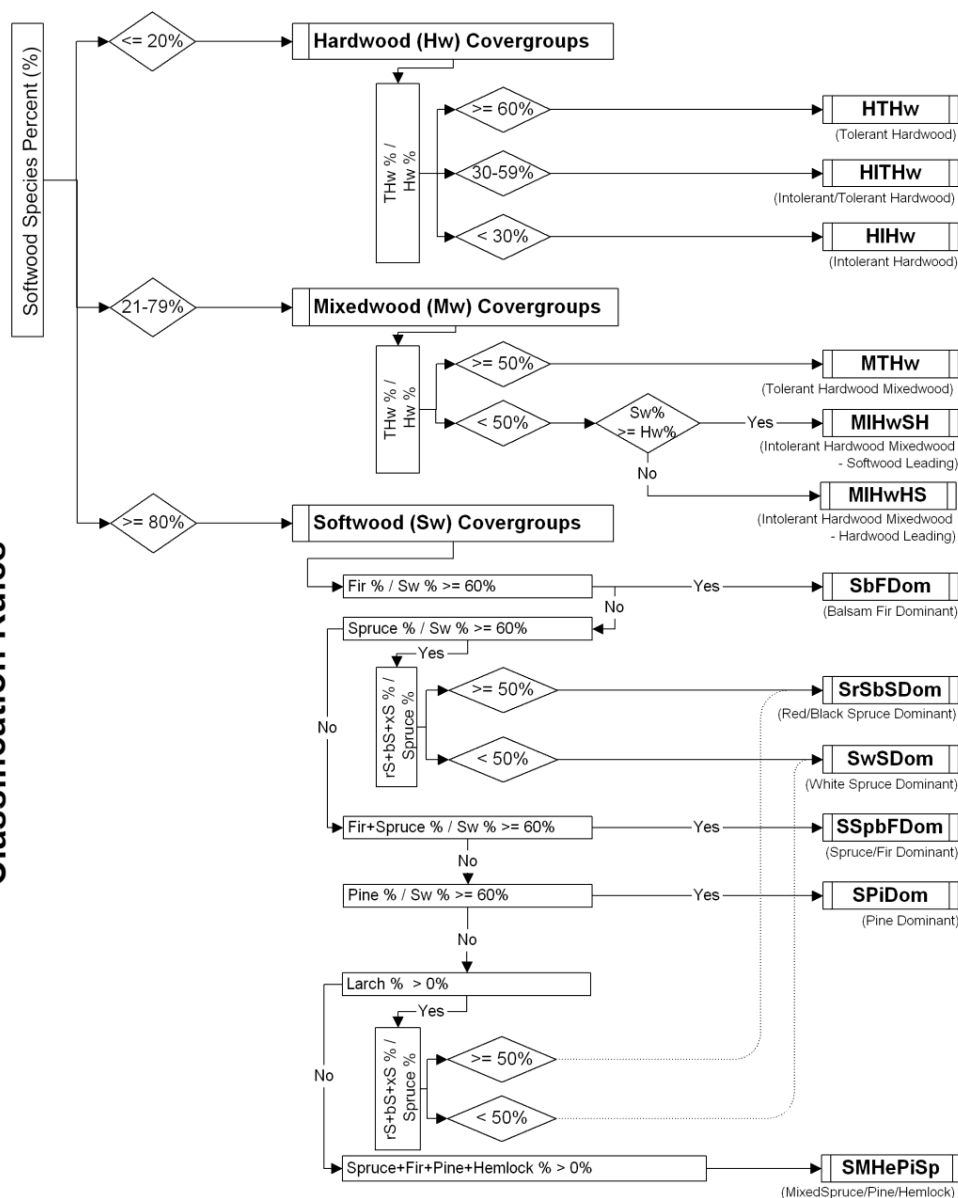 Softwood Species Percent (%)
<= 20%
Hardwood (Hw) Covergroups
THw % /
Hw %
>= 60%
HTHw
(Tolerant Hardwood)
30-59%
HITHw
(Intolerant/Tolerant Hardwood)
< 30%
HIHw
(Intolerant Hardwood)
21-79%
Mixedwood (Mw) Covergroups
THw % /
Hw %
>= 50%
MTHw
(Tolerant Hardwood Mixedwood)
< 50%
Sw%
>= Hw%
Yes
MIHwSH
(Intolerant Hardwood Mixedwood
- Softwood Leading)
No
MIHwHS
(Intolerant Hardwood Mixedwood
- Hardwood Leading)
>= 80%
Softwood (Sw) Covergroups
Fir % / Sw % >= 60%
Yes
SbFDom
(Balsam Fir Dominant)
No
Spruce % / Sw % >= 60%
Yes
rS+bS+xS % /
Spruce %
>= 50%
SrSbSDom
(Red/Black Spruce Dominant)
No
< 50%
SwSDom
(White Spruce Dominant)
Fir+Spruce % / Sw % >= 60%
Yes
SSpbFDom
(Spruce/Fir Dominant)
No
Pine % / Sw % >= 60%
Yes
SPiDom
(Pine Dominant)
No
Larch % > 0%
Yes
rS+bS+xS % /
Spruce %
>= 50%
No
< 50%
Spruce+Fir+Pine+Hemlock % > 0%
SMHePiSp
(MixedSpruce/Pine/Hemlock)